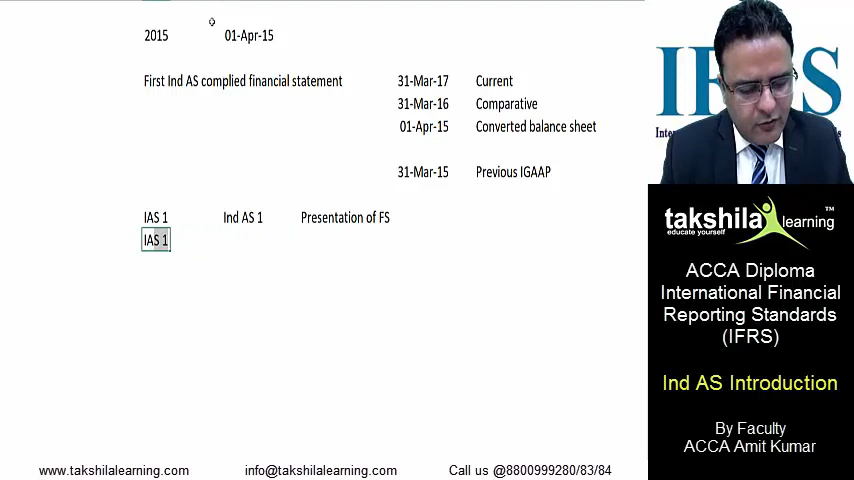 2015 01-Apr-15
First Ind AS complied financial statement 31-Mar-17 Current
31-Mar-16 Comparative
01-Apr-15 Converted balance sheet
31-Mar-15 Previous IGAAP
IAS 1 Ind AS 1 Presentation of FS
IAS 1
takshila learning ™
educate yourself
ACCA Diploma
International Financial
Reporting Standards
(IFRS)
Ind AS Introduction
By Faculty
ACCA Amit Kumar
www.takshilalearning.com info@takshilalearning.com Call us @8800999280/83/84